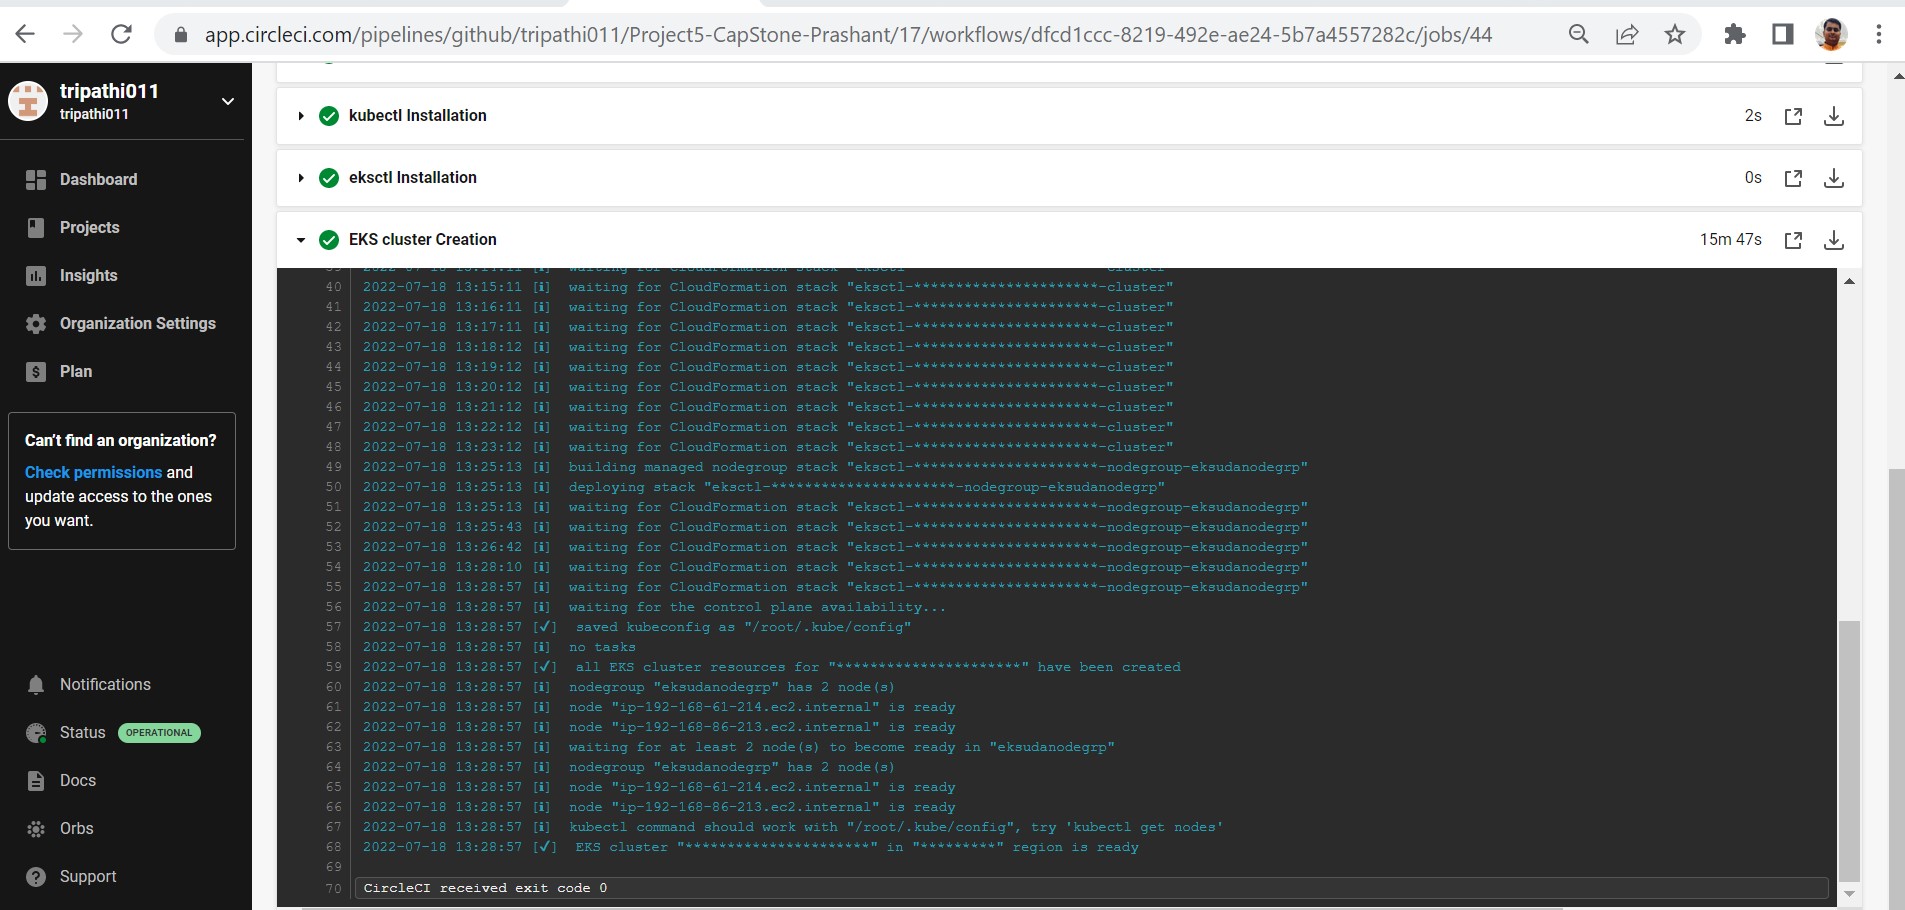 app.circleci.com/pipelines/github/tripathi011/Project5-CapStone-Prashant/17/workflows/dfcd1ccc-8219-492e-ae24-5b7a4557282c/jobs/44
tripathi011
tripathi011
Dashboard
Projects
Insights
Organization Settings
Plan
Can't find an organization?
Check permissions and
update access to the ones
you want.
Notifications
Status OPERATIONAL
Docs
Orbs
Support
kubectl Installation 2s
eksctl Installation 0s
EKS cluster Creation 15m 47s
40 2022-07-18 13:15:11 [ℹ]  waiting for CloudFormation stack "eksctl-**********************-cluster"
41 2022-07-18 13:16:11 [ℹ]  waiting for CloudFormation stack "eksctl-**********************-cluster"
42 2022-07-18 13:17:11 [ℹ]  waiting for CloudFormation stack "eksctl-**********************-cluster"
43 2022-07-18 13:18:12 [ℹ]  waiting for CloudFormation stack "eksctl-**********************-cluster"
44 2022-07-18 13:19:12 [ℹ]  waiting for CloudFormation stack "eksctl-**********************-cluster"
45 2022-07-18 13:20:12 [ℹ]  waiting for CloudFormation stack "eksctl-**********************-cluster"
46 2022-07-18 13:21:12 [ℹ]  waiting for CloudFormation stack "eksctl-**********************-cluster"
47 2022-07-18 13:22:12 [ℹ]  waiting for CloudFormation stack "eksctl-**********************-cluster"
48 2022-07-18 13:23:12 [ℹ]  waiting for CloudFormation stack "eksctl-**********************-cluster"
49 2022-07-18 13:25:13 [ℹ]  building managed nodegroup stack "eksctl-**********************-nodegroup-eksudanodegrp"
50 2022-07-18 13:25:13 [ℹ]  deploying stack "eksctl-**********************-nodegroup-eksudanodegrp"
51 2022-07-18 13:25:13 [ℹ]  waiting for CloudFormation stack "eksctl-**********************-nodegroup-eksudanodegrp"
52 2022-07-18 13:25:43 [ℹ]  waiting for CloudFormation stack "eksctl-**********************-nodegroup-eksudanodegrp"
53 2022-07-18 13:26:42 [ℹ]  waiting for CloudFormation stack "eksctl-**********************-nodegroup-eksudanodegrp"
54 2022-07-18 13:28:10 [ℹ]  waiting for CloudFormation stack "eksctl-**********************-nodegroup-eksudanodegrp"
55 2022-07-18 13:28:57 [ℹ]  waiting for CloudFormation stack "eksctl-**********************-nodegroup-eksudanodegrp"
56 2022-07-18 13:28:57 [ℹ]  waiting for the control plane availability...
57 2022-07-18 13:28:57 [✓]  saved kubeconfig as "/root/.kube/config"
58 2022-07-18 13:28:57 [ℹ]  no tasks
59 2022-07-18 13:28:57 [✓]  all EKS cluster resources for "**********************" have been created
60 2022-07-18 13:28:57 [ℹ]  nodegroup "eksudanodegrp" has 2 node(s)
61 2022-07-18 13:28:57 [ℹ]  node "ip-192-168-61-214.ec2.internal" is ready
62 2022-07-18 13:28:57 [ℹ]  node "ip-192-168-86-213.ec2.internal" is ready
63 2022-07-18 13:28:57 [ℹ]  waiting for at least 2 node(s) to become ready in "eksudanodegrp"
64 2022-07-18 13:28:57 [ℹ]  nodegroup "eksudanodegrp" has 2 node(s)
65 2022-07-18 13:28:57 [ℹ]  node "ip-192-168-61-214.ec2.internal" is ready
66 2022-07-18 13:28:57 [ℹ]  node "ip-192-168-86-213.ec2.internal" is ready
67 2022-07-18 13:28:57 [ℹ]  kubectl command should work with "/root/.kube/config", try 'kubectl get nodes'
68 2022-07-18 13:28:57 [✓]  EKS cluster "**********************" in "*********" region is ready
69
70 CircleCI received exit code 0